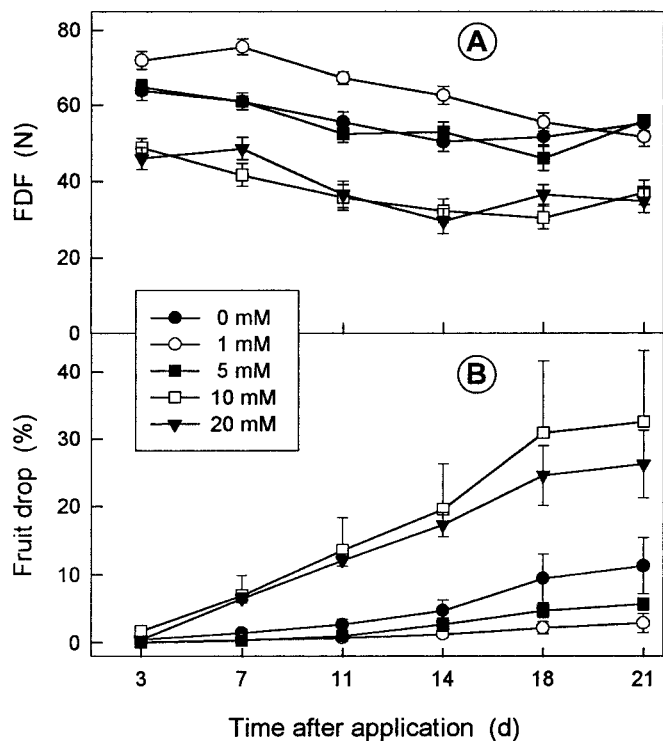 80
A
60
FDF (N)
40
20
0
0 mM
1 mM
5 mM
10 mM
20 mM
B
40
30
Fruit drop (%)
20
10
0
3 7 11 14 18 21
Time after application (d)